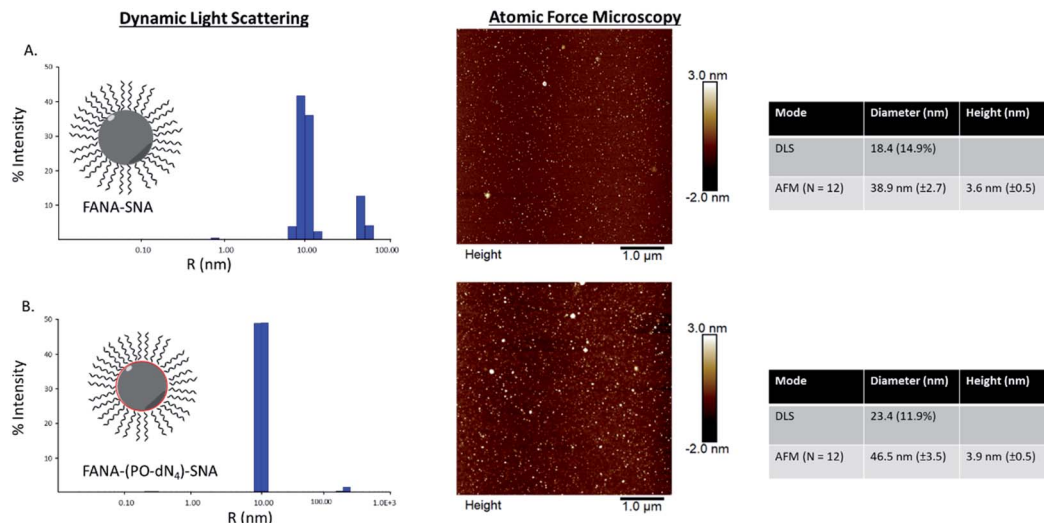 Dynamic Light Scattering
Atomic Force Microscopy
A.
% Intensity
50
40
30
20
10
FANA-SNA
0.10
1.00
10.00
100.00
R (nm)
3.0 nm
-2.0 nm
Height
1.0 µm
Mode Diameter (nm) Height (nm)
DLS 18.4 (14.9%)
AFM (N = 12) 38.9 nm (±2.7) 3.6 nm (±0.5)
B.
% Intensity
50
40
30
20
10
FANA-(PO-dN₄)-SNA
0.10
1.00
10.00
100.00
1.0E+3
R (nm)
3.0 nm
-2.0 nm
Height
1.0 µm
Mode Diameter (nm) Height (nm)
DLS 23.4 (11.9%)
AFM (N = 12) 46.5 nm (±3.5) 3.9 nm (±0.5)